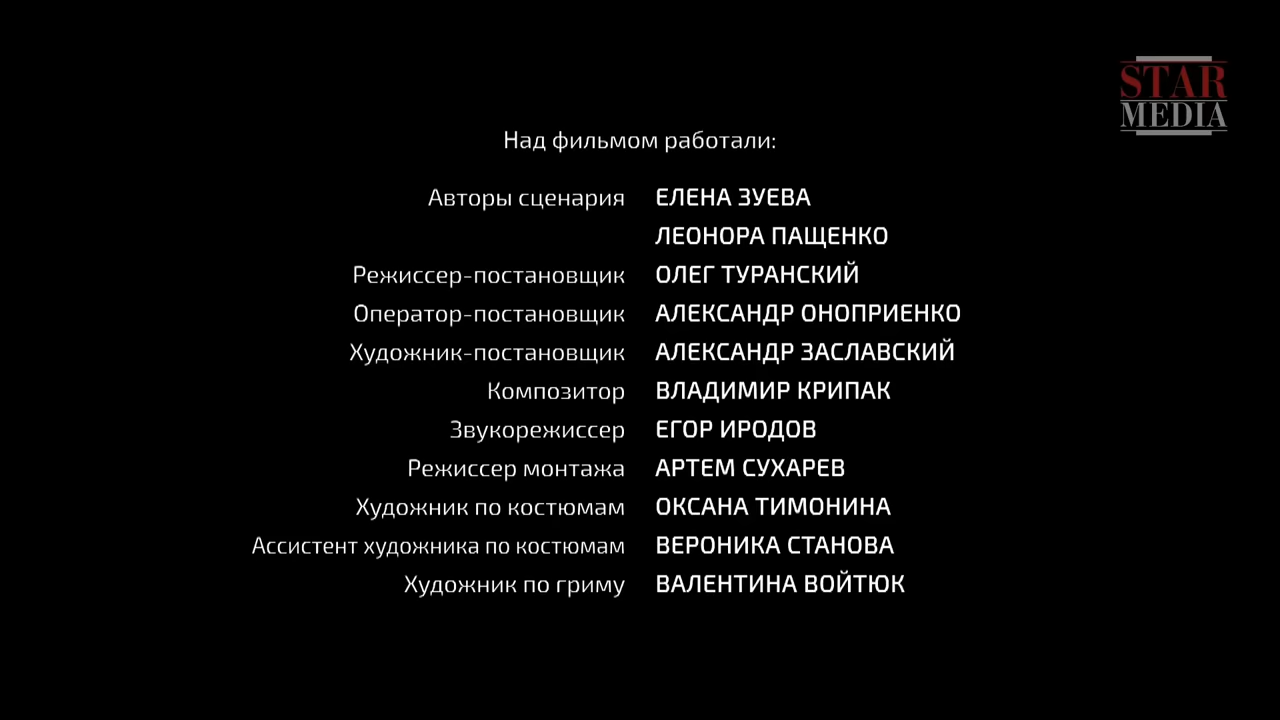 STAR
MEDIA
Над фильмом работали:
Авторы сценария ЕЛЕНА ЗУЕВА
ЛЕОНОРА ПАЩЕНКО
Режиссер-постановщик ОЛЕГ ТУРАНСКИЙ
Оператор-постановщик АЛЕКСАНДР ОНОПРИЕНКО
Художник-постановщик АЛЕКСАНДР ЗАСЛАВСКИЙ
Композитор ВЛАДИМИР КРИПАК
Звукорежиссер ЕГОР ИРОДОВ
Режиссер монтажа АРТЕМ СУХАРЕВ
Художник по костюмам ОКСАНА ТИМОНИНА
Ассистент художника по костюмам ВЕРОНИКА СТАНОВА
Художник по гриму ВАЛЕНТИНА ВОЙТЮК